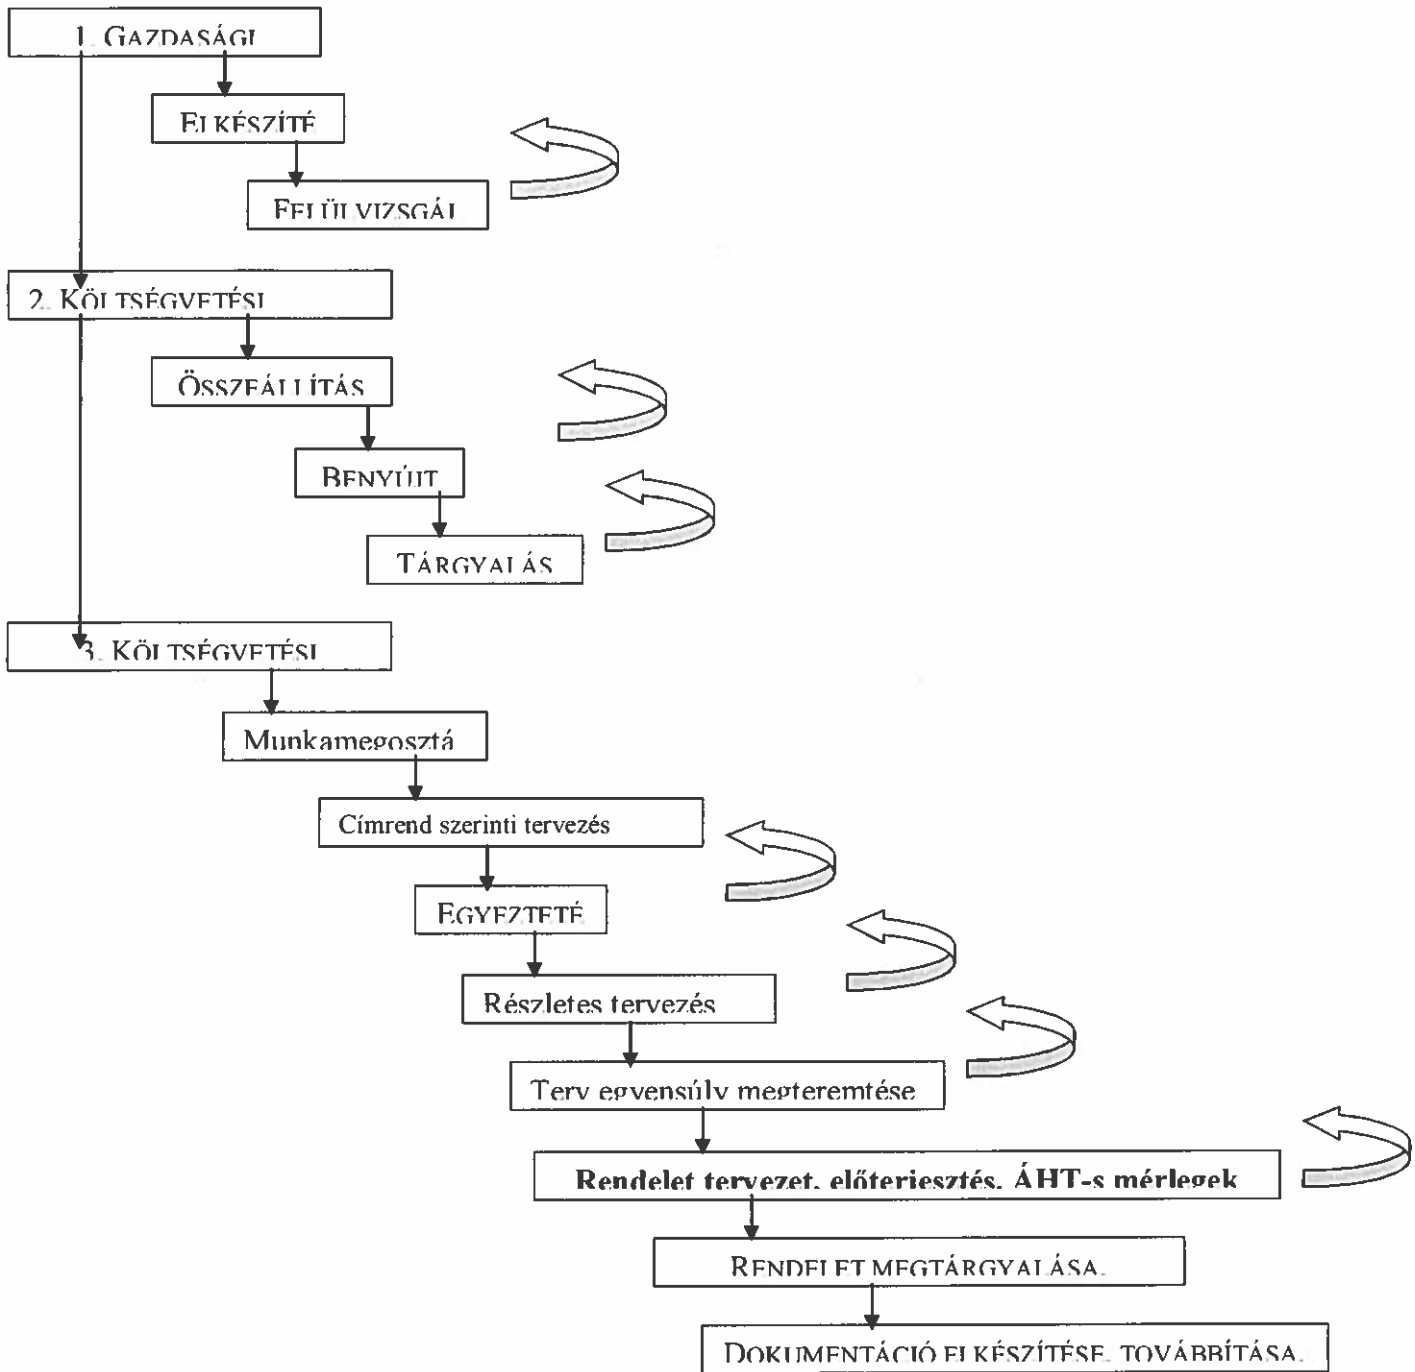 1. GAZDASÁGI
ELKÉSZÍTÉ
FELÜLVIZSGÁL
2. KÖLTSÉGVETÉSI
ÖSSZEÁLLÍTÁS
BENYÚJT
TÁRGYALÁS
3. KÖLTSÉGVETÉSI
Munkamegosztá
Címrend szerinti tervezés
EGYEZTETÉ
Részletes tervezés
Terv egyensúly megteremtése
Rendelet tervezet, előterjesztés, ÁHT-s mérlegek
RENDELET MEGTÁRGYALÁSA,
DOKUMENTÁCIÓ ELKÉSZÍTÉSE, TOVÁBBÍTÁSA,